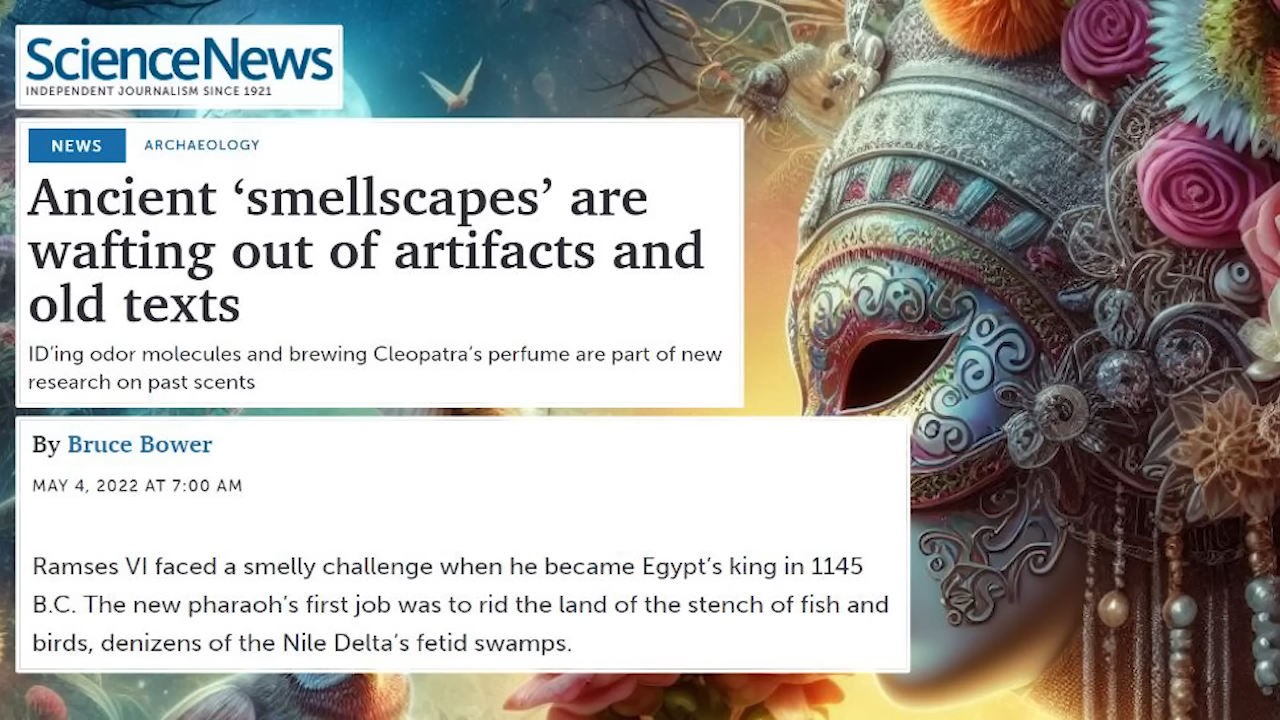 ScienceNews
INDEPENDENT JOURNALISM SINCE 1921
NEWS ARCHAEOLOGY
Ancient ‘smellscapes’ are
wafting out of artifacts and
old texts
ID’ing odor molecules and brewing Cleopatra’s perfume are part of new
research on past scents
By Bruce Bower
MAY 4, 2022 AT 7:00 AM
Ramses VI faced a smelly challenge when he became Egypt’s king in 1145
B.C. The new pharaoh’s first job was to rid the land of the stench of fish and
birds, denizens of the Nile Delta’s fetid swamps.